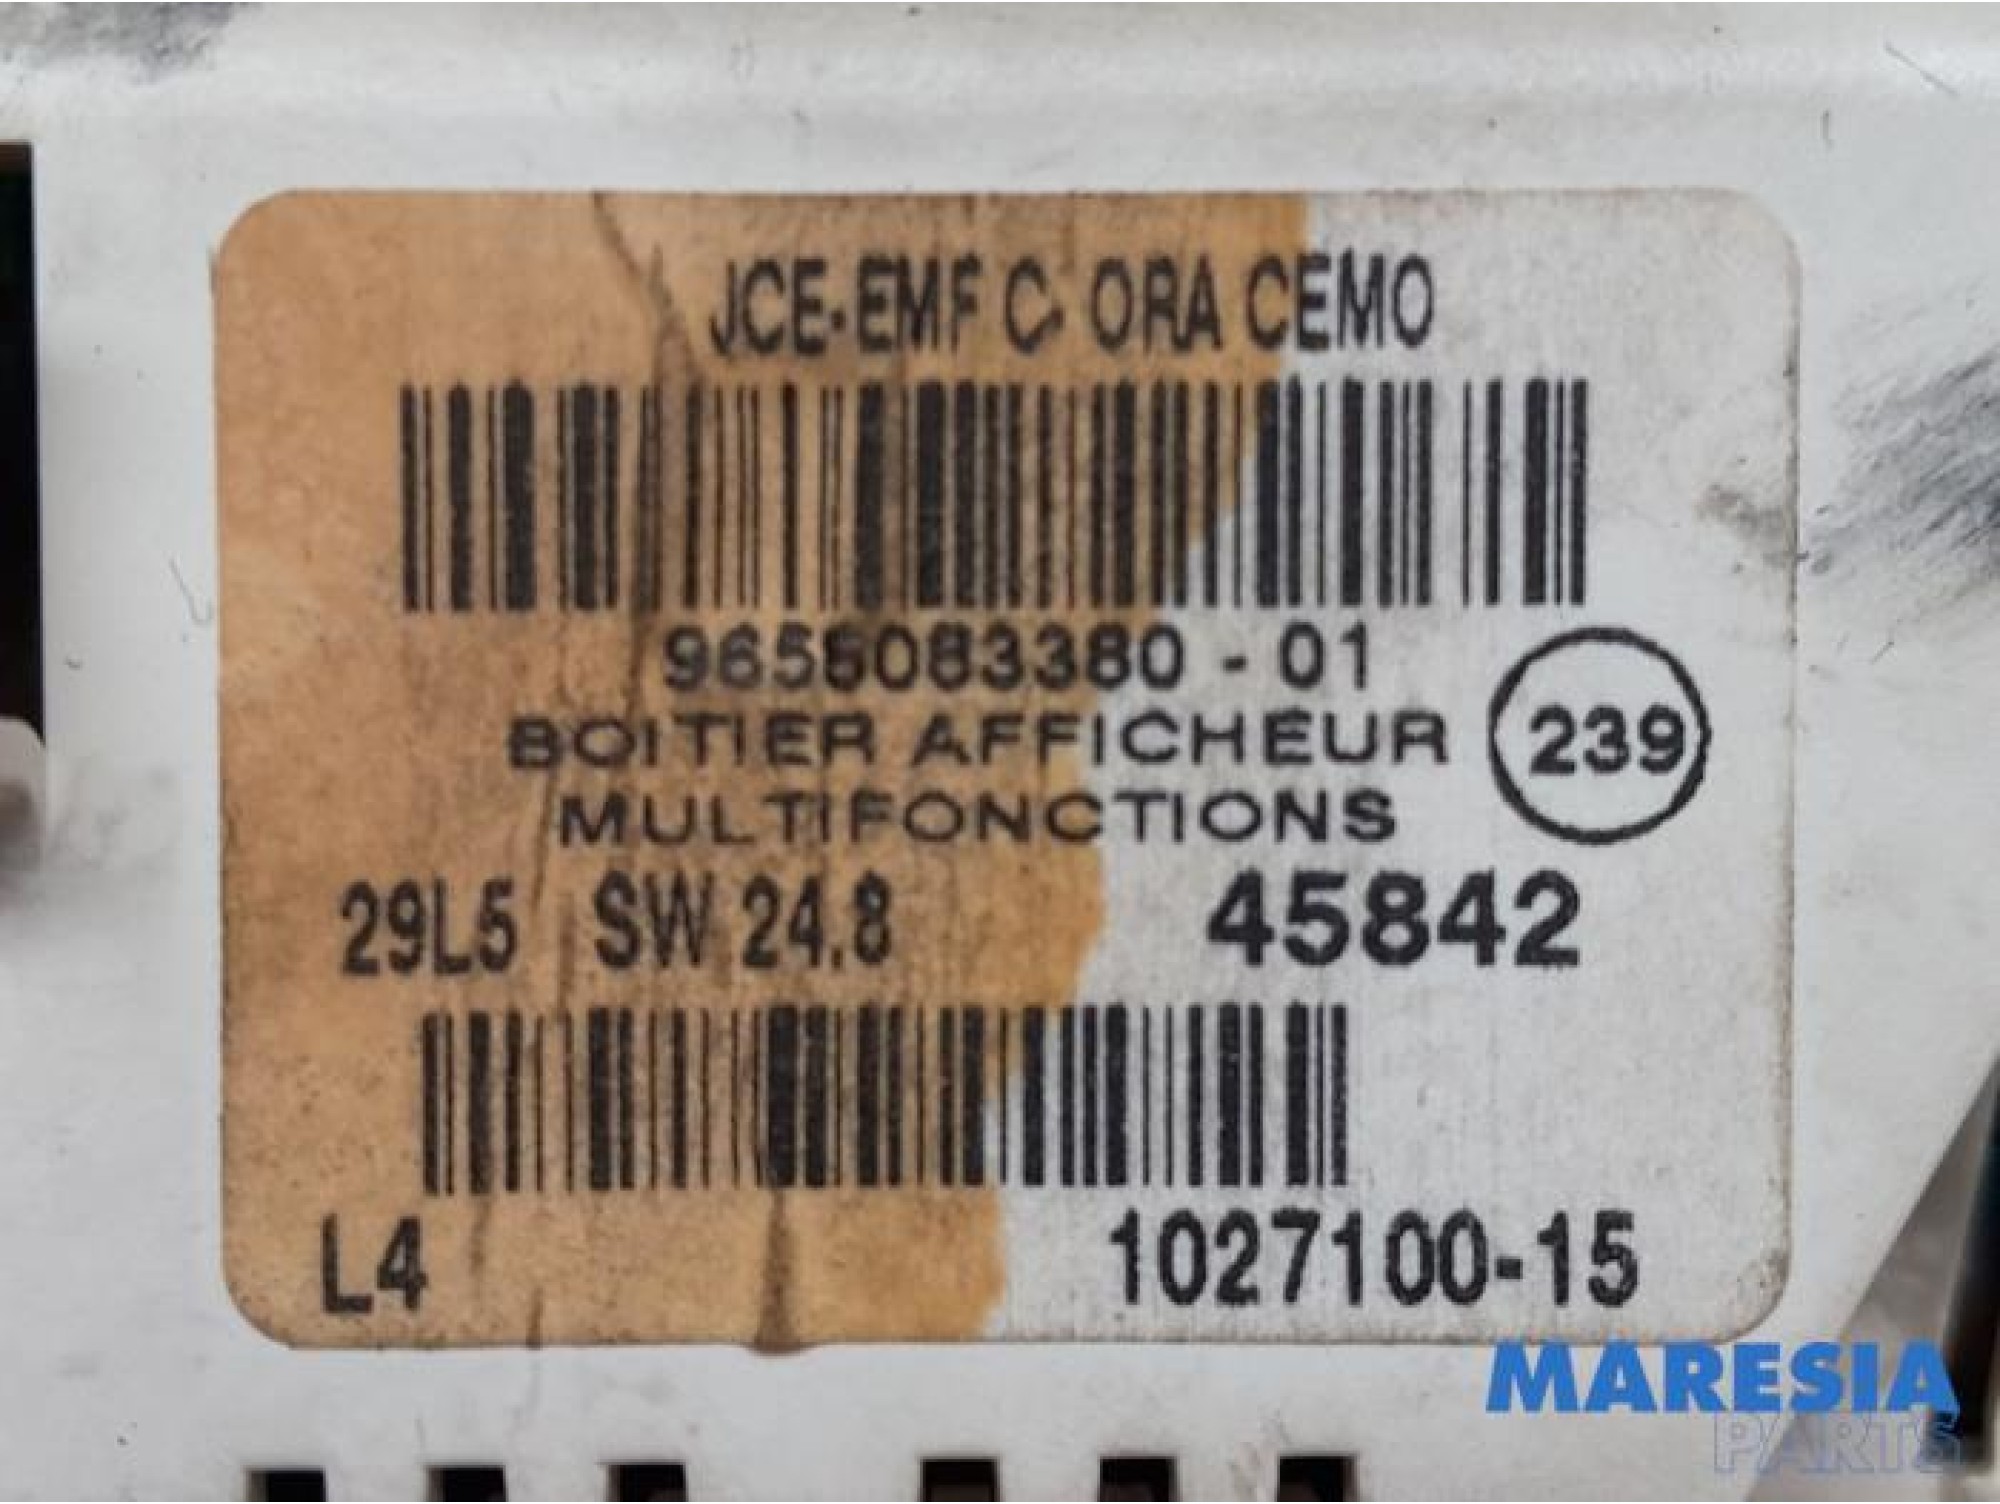 JCE-EMF C ORA CEMO
9655083380 - 01
BOITIER AFFICHEUR
MULTIFONCTIONS
239
29L5 SW 24.8 45842
L4 1027100-15
MARESIA
PARTS